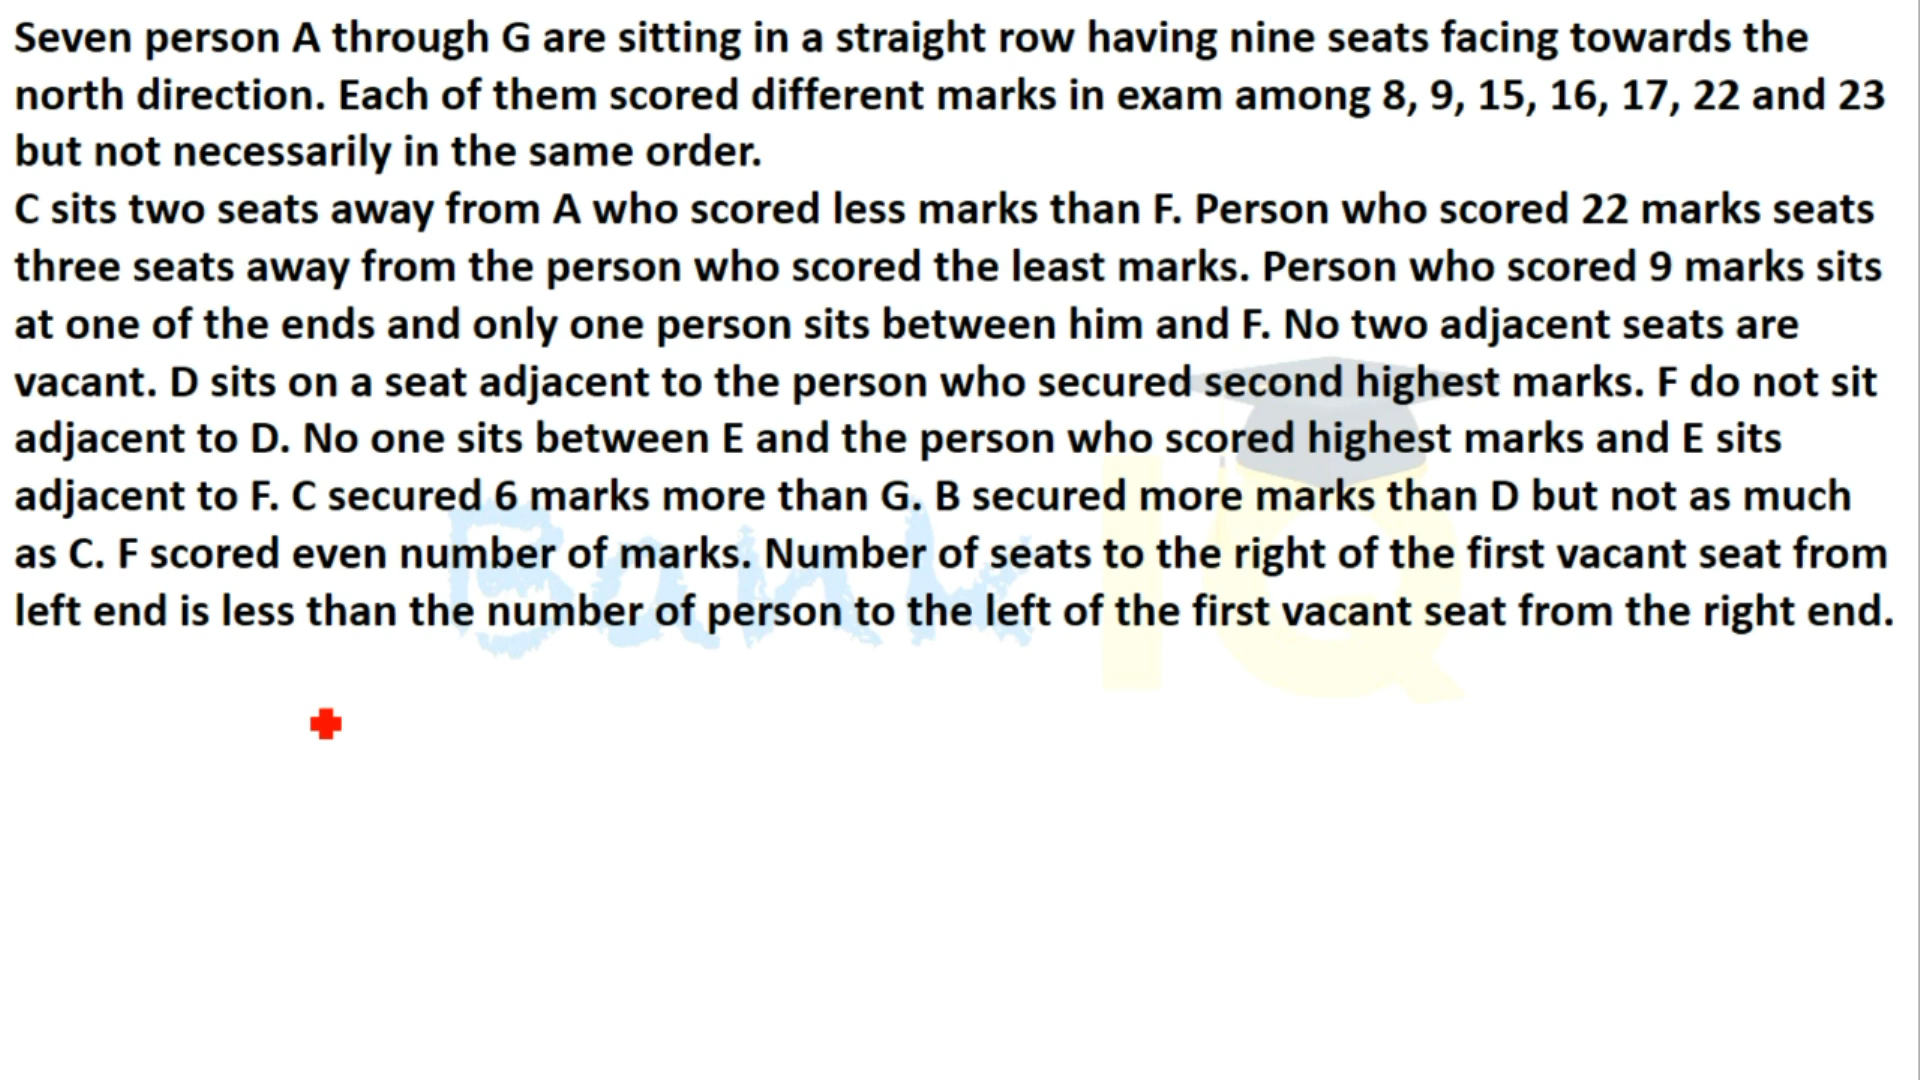 Seven person A through G are sitting in a straight row having nine seats facing towards the
north direction. Each of them scored different marks in exam among 8, 9, 15, 16, 17, 22 and 23
but not necessarily in the same order.
C sits two seats away from A who scored less marks than F. Person who scored 22 marks seats
three seats away from the person who scored the least marks. Person who scored 9 marks sits
at one of the ends and only one person sits between him and F. No two adjacent seats are
vacant. D sits on a seat adjacent to the person who secured second highest marks. F do not sit
adjacent to D. No one sits between E and the person who scored highest marks and E sits
adjacent to F. C secured 6 marks more than G. B secured more marks than D but not as much
as C. F scored even number of marks. Number of seats to the right of the first vacant seat from
left end is less than the number of person to the left of the first vacant seat from the right end.
Bank IQ